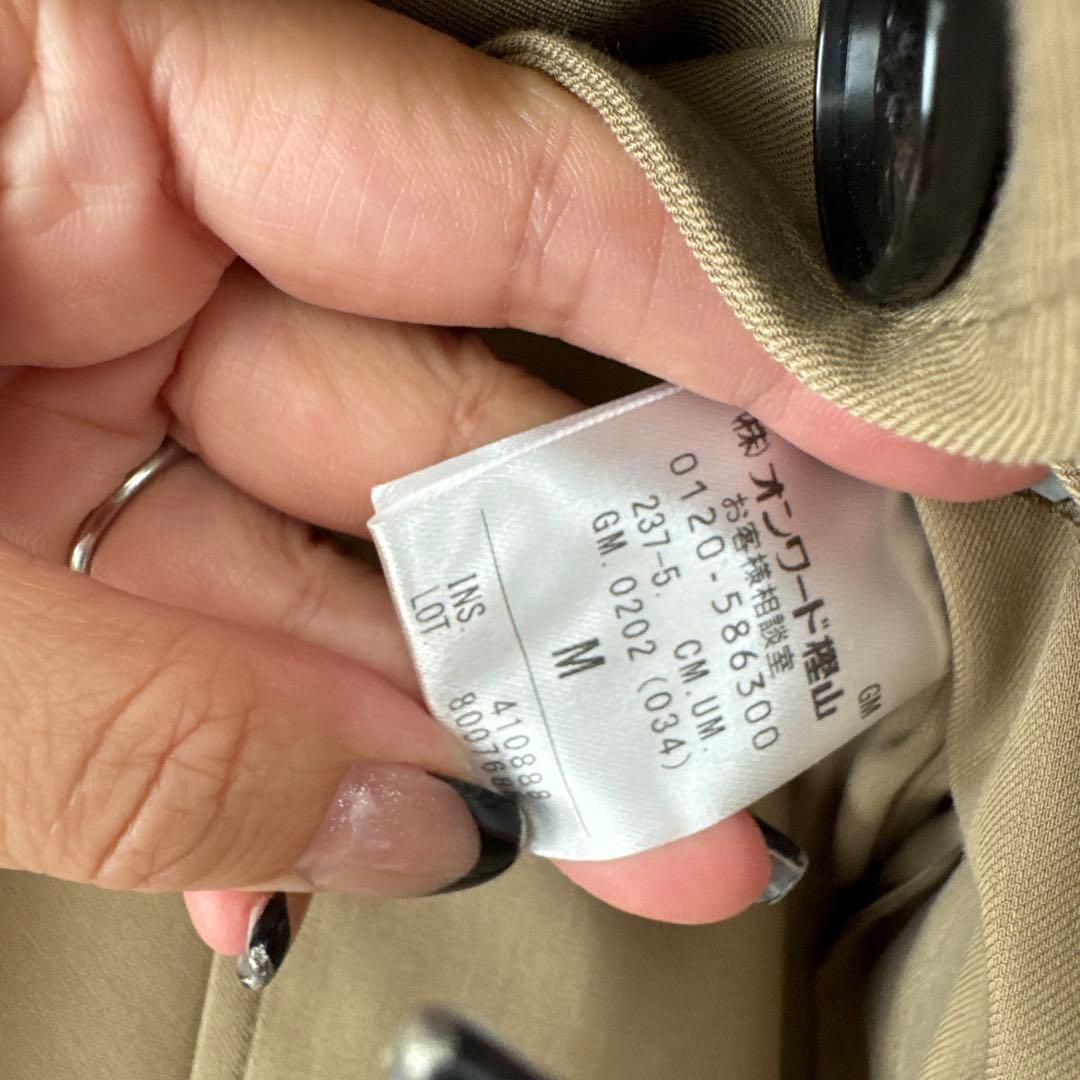 GM
(株)オンワード樫山
お客様相談室
0120-586300
237-5. CM.UM.
GM.0202 (034)
M
INS. 410888
LOT